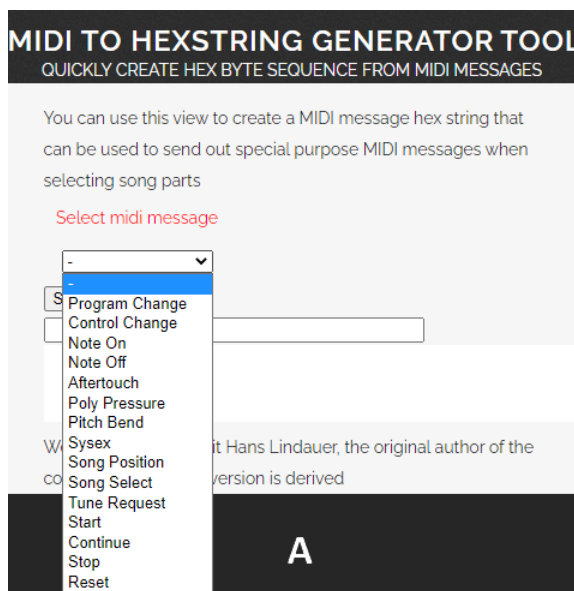 MIDI TO HEXSTRING GENERATOR TOOL
QUICKLY CREATE HEX BYTE SEQUENCE FROM MIDI MESSAGES
You can use this view to create a MIDI message hex string that
can be used to send out special purpose MIDI messages when
selecting song parts
Select midi message
-
-
S
Program Change
Control Change
Note On
Note Off
Aftertouch
Poly Pressure
Pitch Bend
Sysex
it Hans Lindauer, the original author of the
Song Position
Song Select
version is derived
Tune Request
Start
Continue
Stop
Reset
A